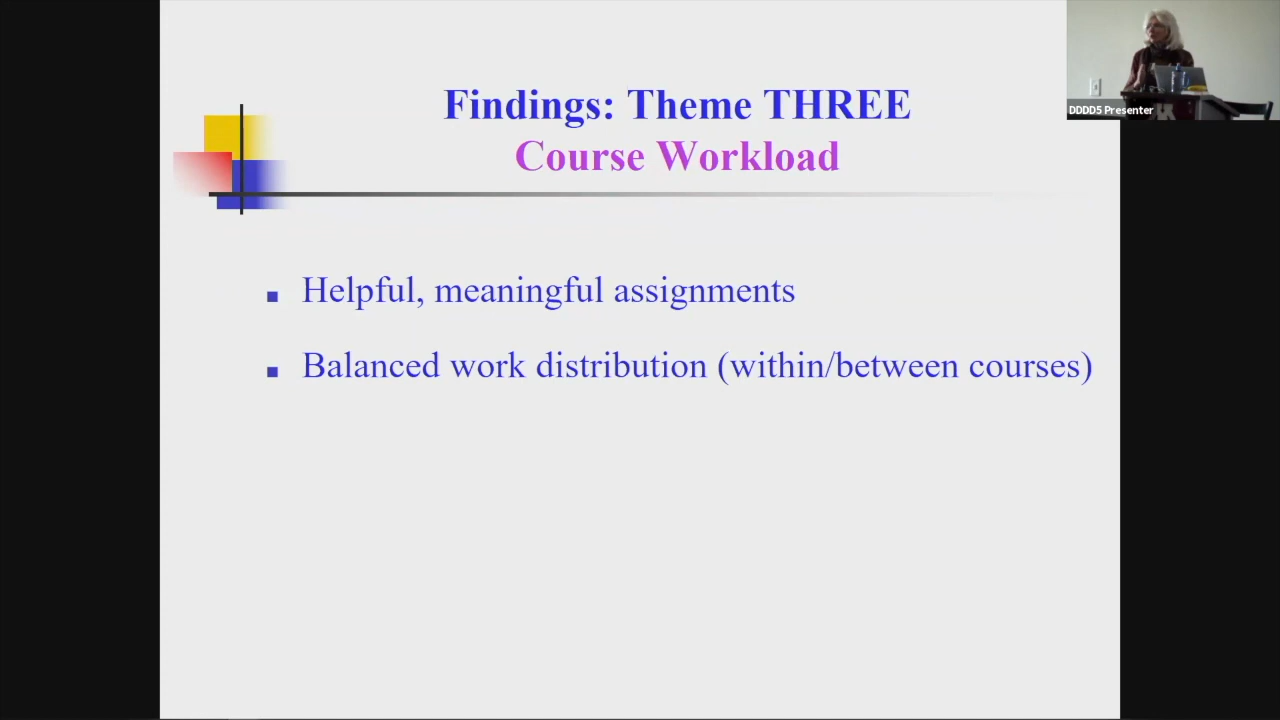 Findings: Theme THREE
Course Workload
Helpful, meaningful assignments
Balanced work distribution (within/between courses)
DDDD5 Presenter